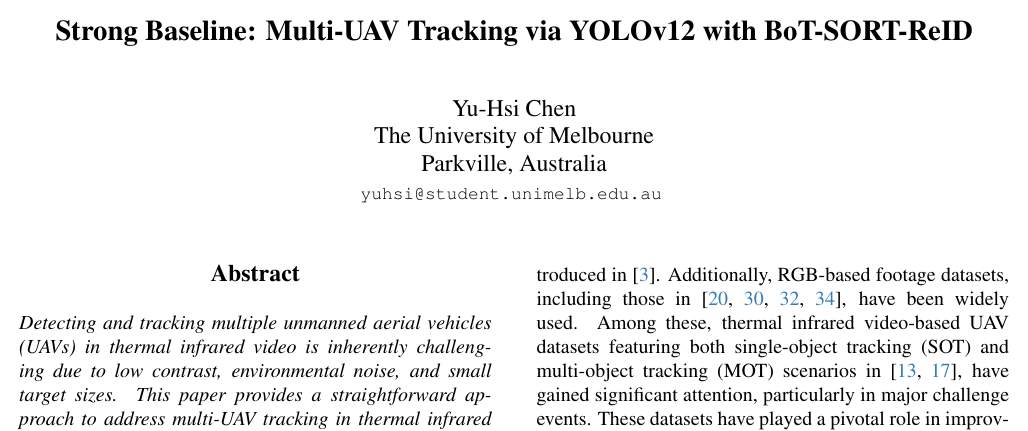 Strong Baseline: Multi-UAV Tracking via YOLOv12 with BoT-SORT-ReID
Yu-Hsi Chen
The University of Melbourne
Parkville, Australia
yuhsi@student.unimelb.edu.au
Abstract
Detecting and tracking multiple unmanned aerial vehicles
(UAVs) in thermal infrared video is inherently challeng-
ing due to low contrast, environmental noise, and small
target sizes. This paper provides a straightforward ap-
proach to address multi-UAV tracking in thermal infrared
troduced in [3]. Additionally, RGB-based footage datasets,
including those in [20, 30, 32, 34], have been widely
used. Among these, thermal infrared video-based UAV
datasets featuring both single-object tracking (SOT) and
multi-object tracking (MOT) scenarios in [13, 17], have
gained significant attention, particularly in major challenge
events. These datasets have played a pivotal role in improv-